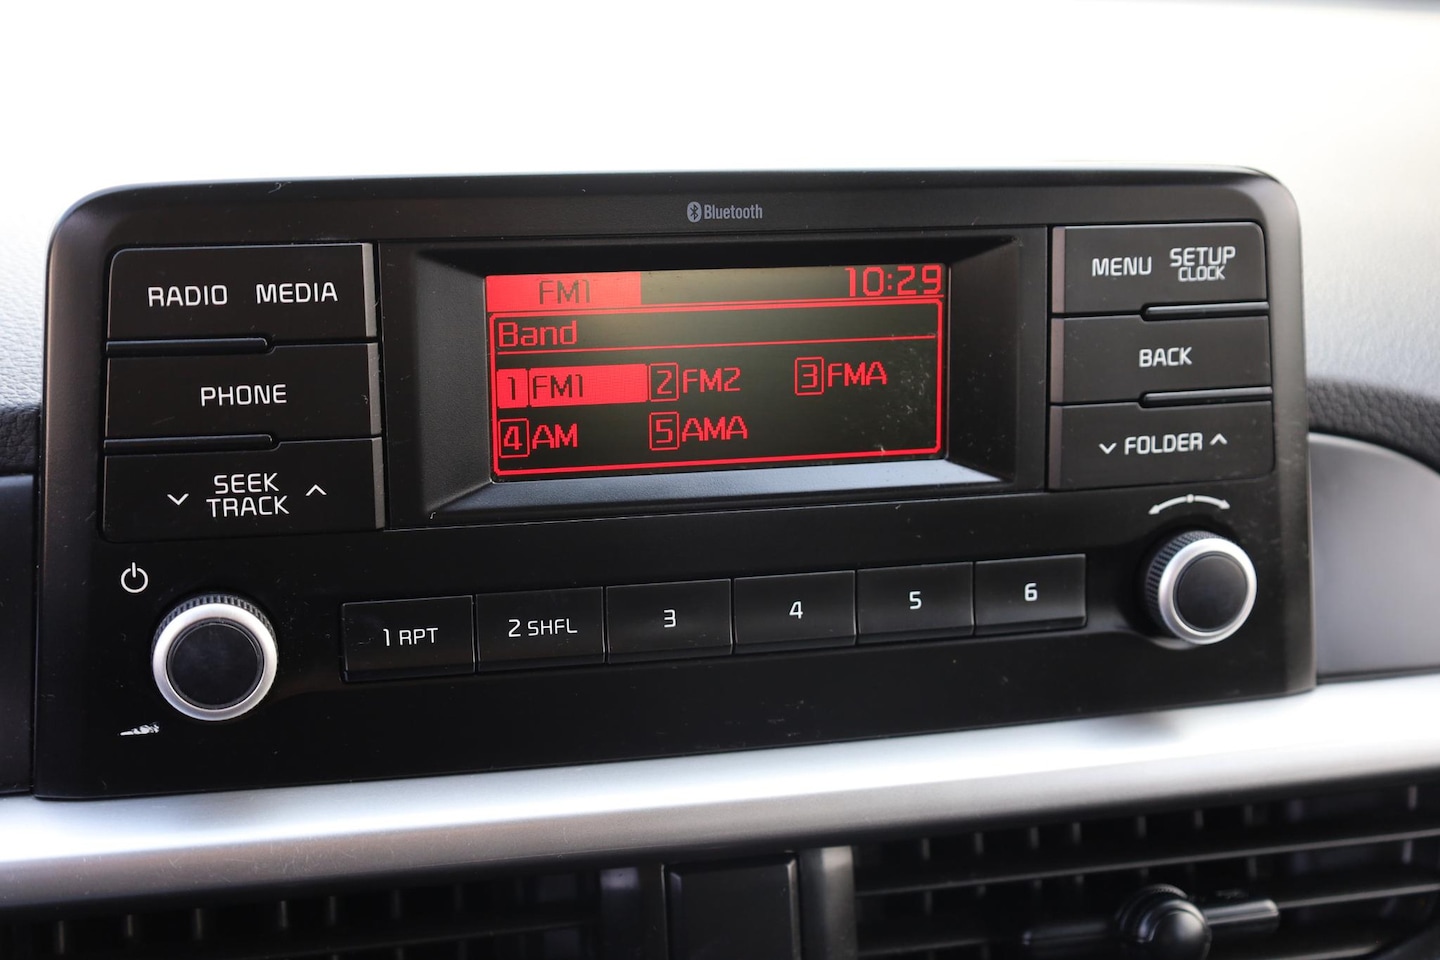 Bluetooth
RADIO MEDIA
PHONE
SEEK
TRACK
FM1 10:29
Band
1 FM1 2 FM2 3 FMA
4 AM 5 AMA
MENU SETUP
CLOCK
BACK
FOLDER
1 RPT 2 SHFL 3 4 5 6